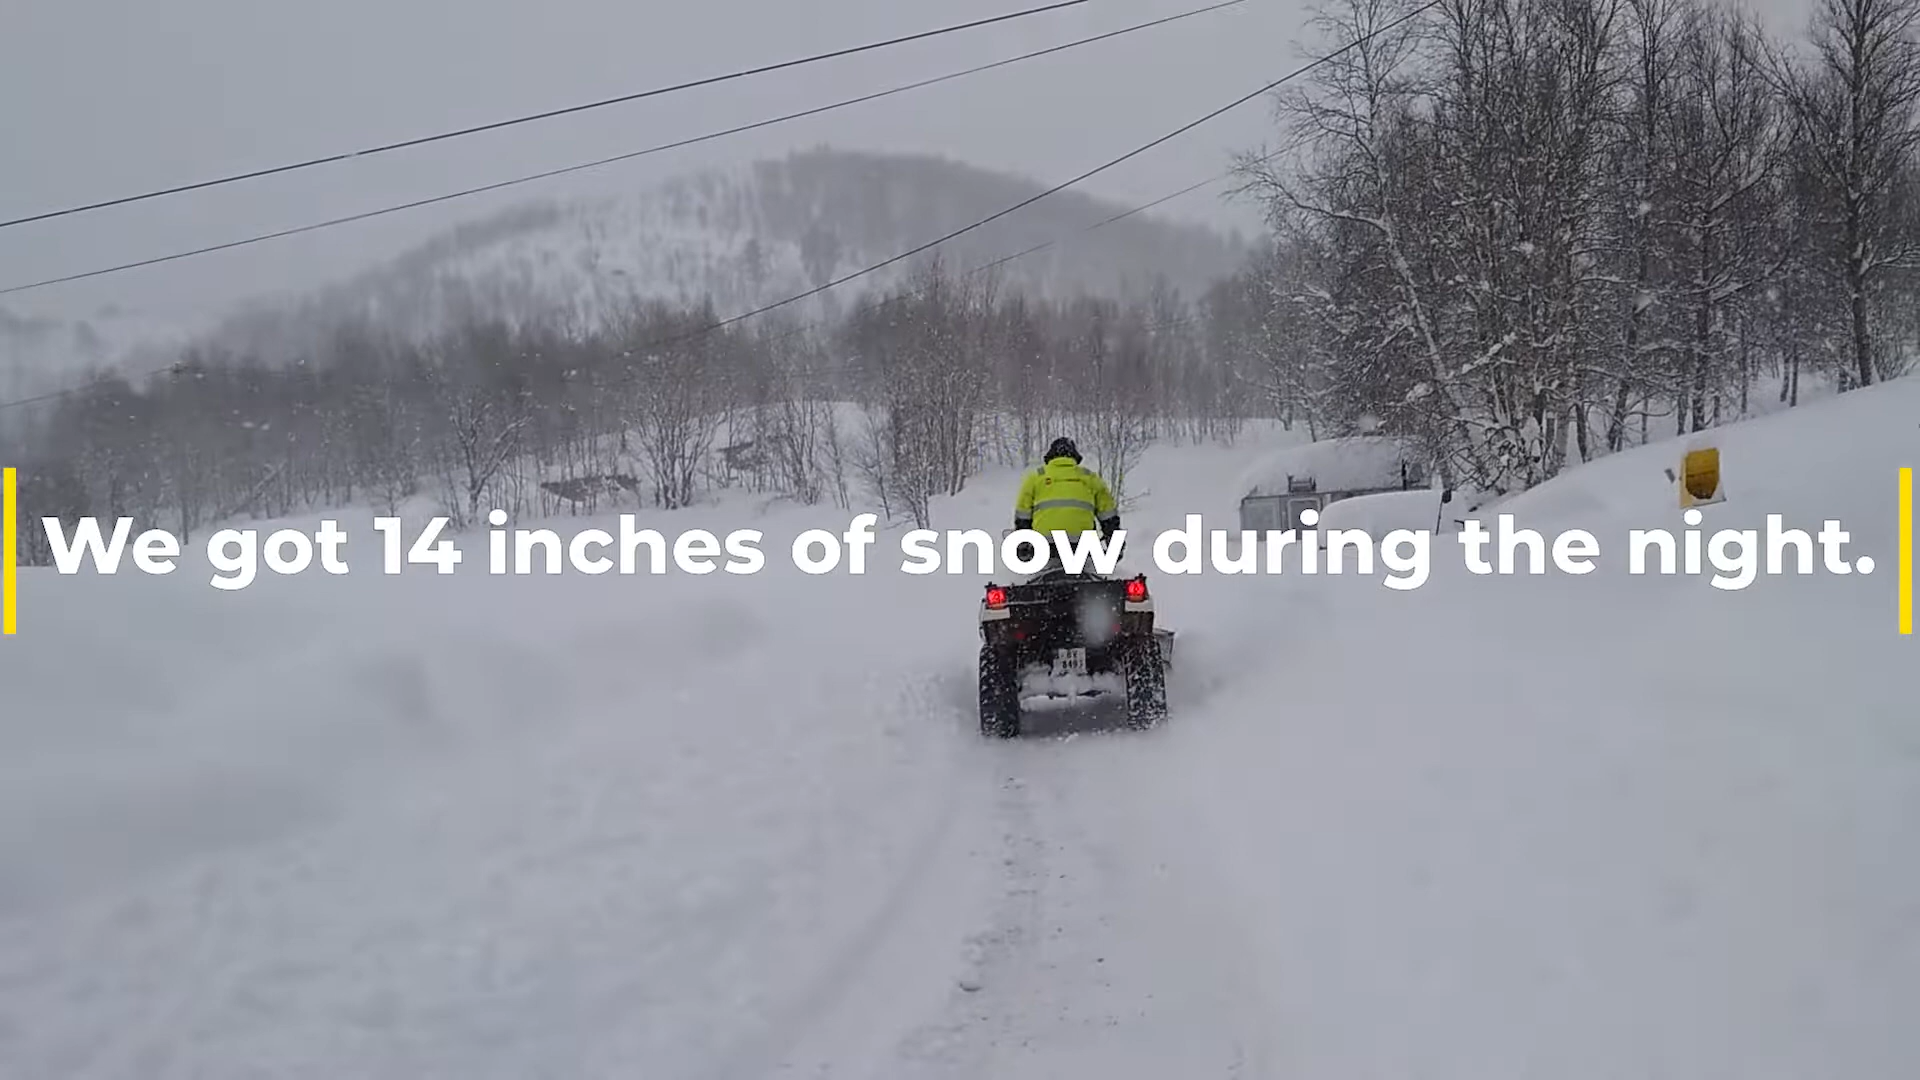 We got 14 inches of snow during the night.